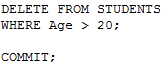 DELETE FROM STUDENTS
WHERE Age > 20;
COMMIT;